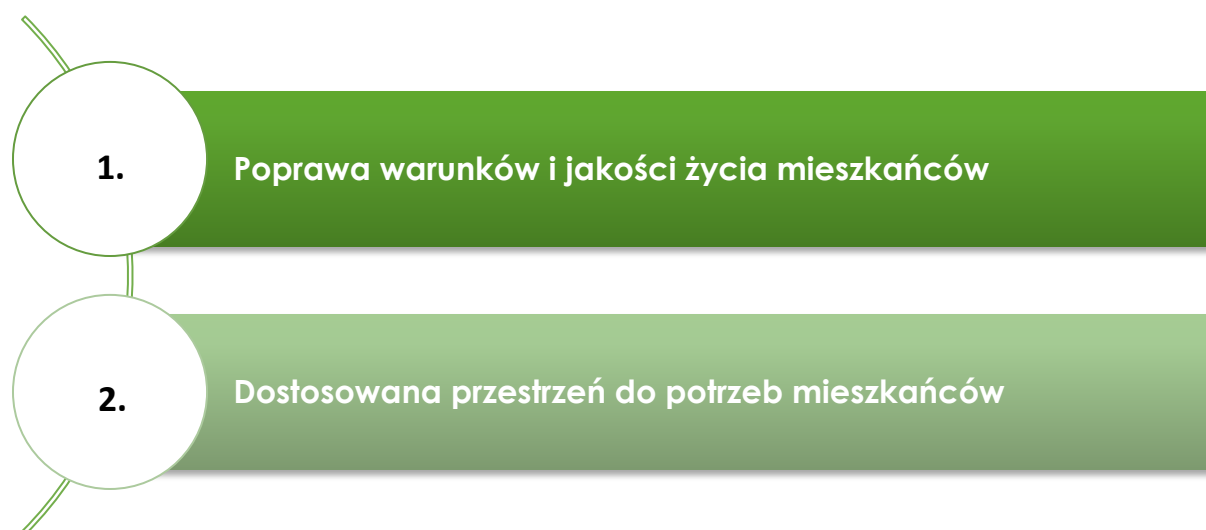 1.
Poprawa warunków i jakości życia mieszkańców
2.
Dostosowana przestrzeń do potrzeb mieszkańców